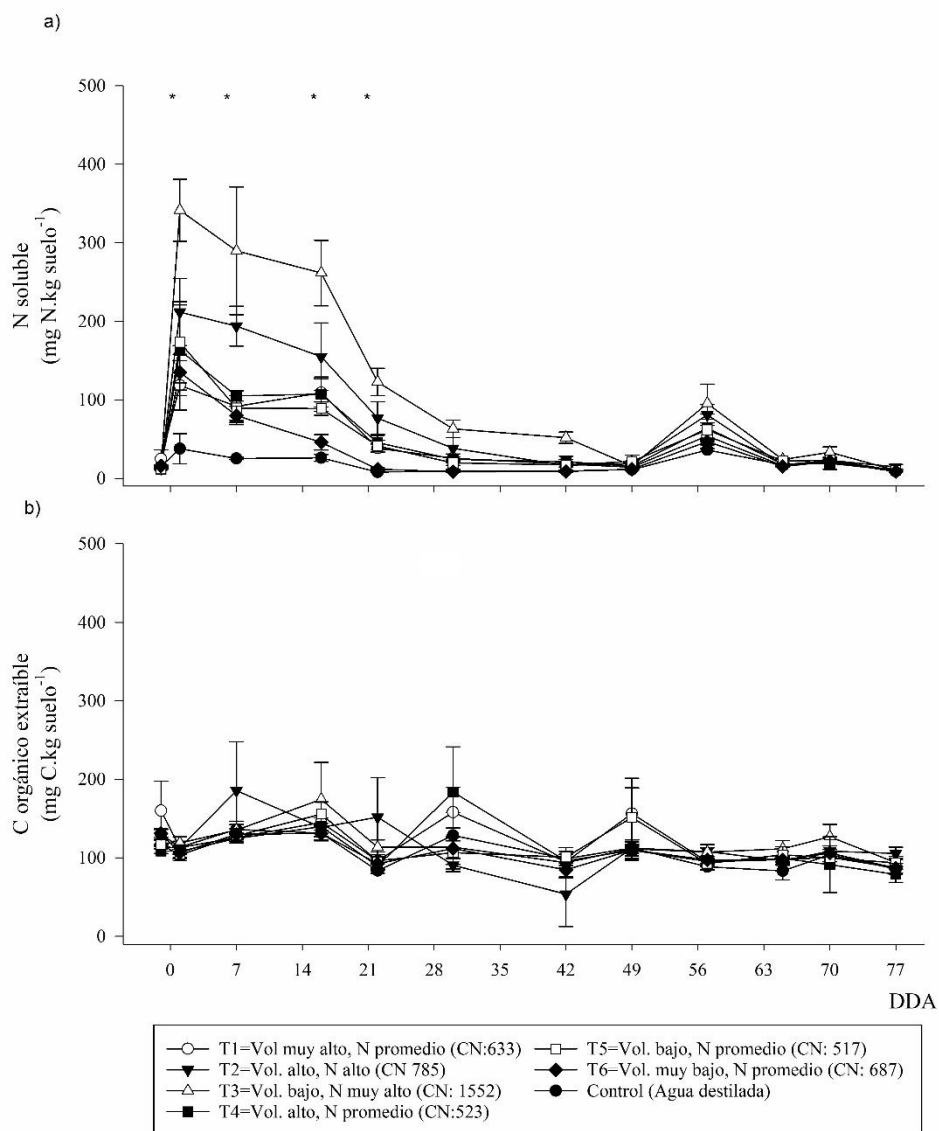 a)
500
400
300
200
100
0
N soluble
(mg N.kg suelo⁻¹)
* * * *
b)
500
400
300
200
100
0
C orgánico extraíble
(mg C.kg suelo⁻¹)
0 7 14 21 28 35 42 49 56 63 70 77
DDA
T1=Vol muy alto, N promedio (CN:633)
T2=Vol. alto, N alto (CN 785)
T3=Vol. bajo, N muy alto (CN: 1552)
T4=Vol. alto, N promedio (CN:523)
T5=Vol. bajo, N promedio (CN: 517)
T6=Vol. muy bajo, N promedio (CN: 687)
Control (Agua destilada)